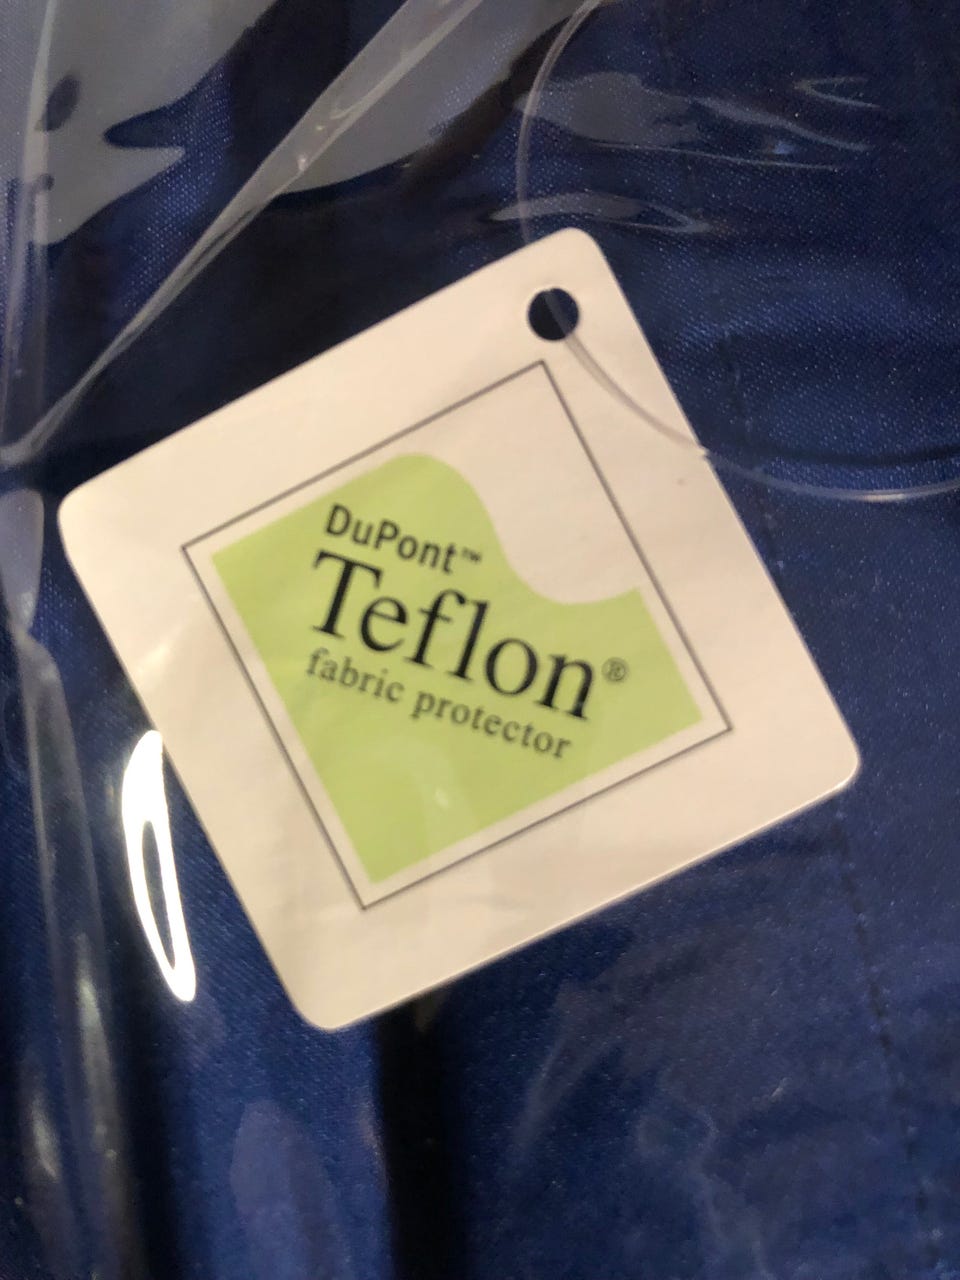 DuPont™
Teflon®
fabric protector